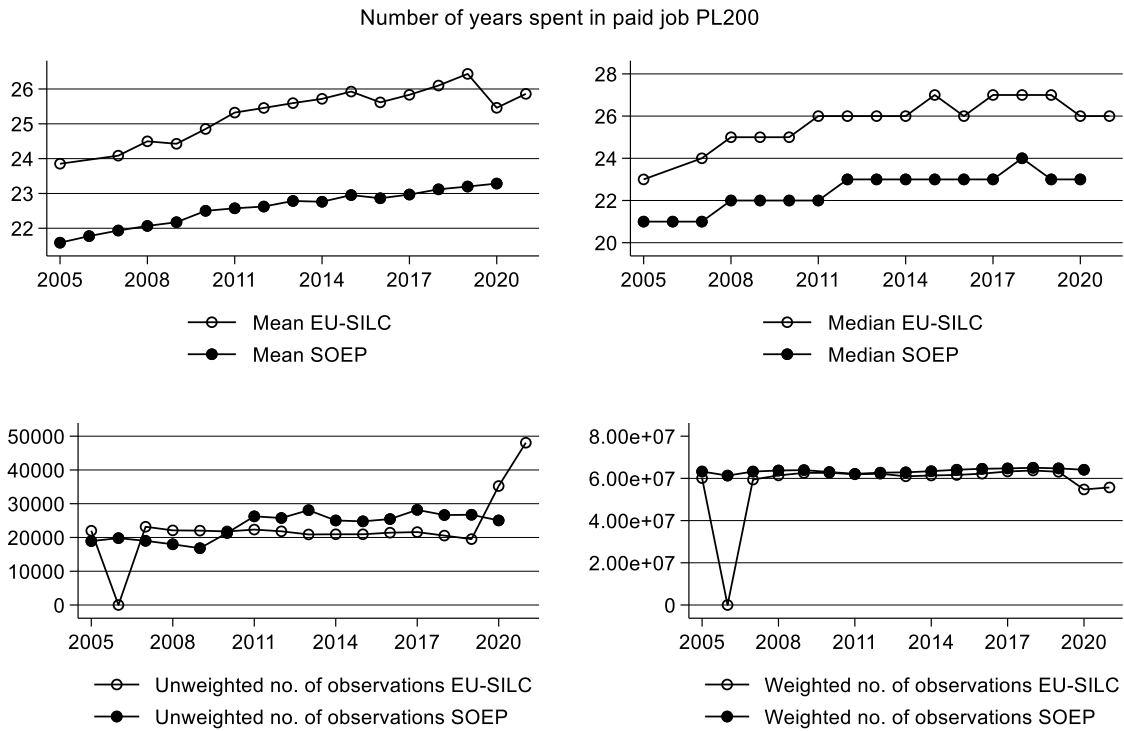 Number of years spent in paid job PL200
26
25
24
23
22
2005 2008 2011 2014 2017 2020
Mean EU-SILC
Mean SOEP
28
26
24
22
20
2005 2008 2011 2014 2017 2020
Median EU-SILC
Median SOEP
50000
40000
30000
20000
10000
0
2005 2008 2011 2014 2017 2020
Unweighted no. of observations EU-SILC
Unweighted no. of observations SOEP
8.00e+07
6.00e+07
4.00e+07
2.00e+07
0
2005 2008 2011 2014 2017 2020
Weighted no. of observations EU-SILC
Weighted no. of observations SOEP